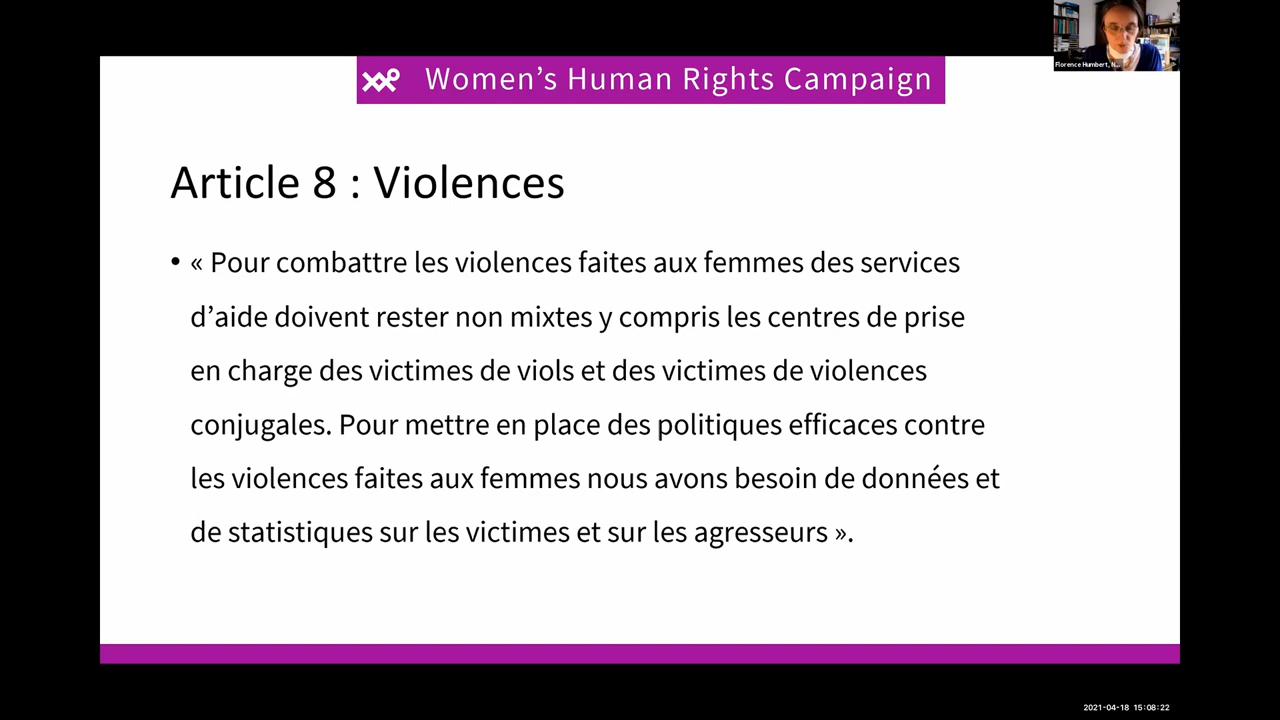 Florence Humbert, N...
Women’s Human Rights Campaign
Article 8 : Violences
• « Pour combattre les violences faites aux femmes des services
d’aide doivent rester non mixtes y compris les centres de prise
en charge des victimes de viols et des victimes de violences
conjugales. Pour mettre en place des politiques efficaces contre
les violences faites aux femmes nous avons besoin de données et
de statistiques sur les victimes et sur les agresseurs ».
2021-04-18 15:08:22